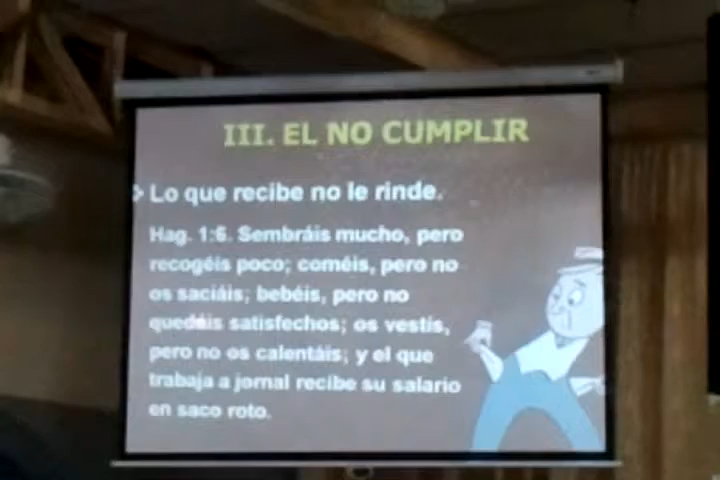 III. EL NO CUMPLIR
Lo que recibe no le rinde.
Hag. 1:6. Sembráis mucho, pero
recogéis poco; coméis, pero no
os saciáis; bebéis, pero no
quedáis satisfechos; os vestís,
pero no os calentáis; y el que
trabaja a jornal recibe su salario
en saco roto.